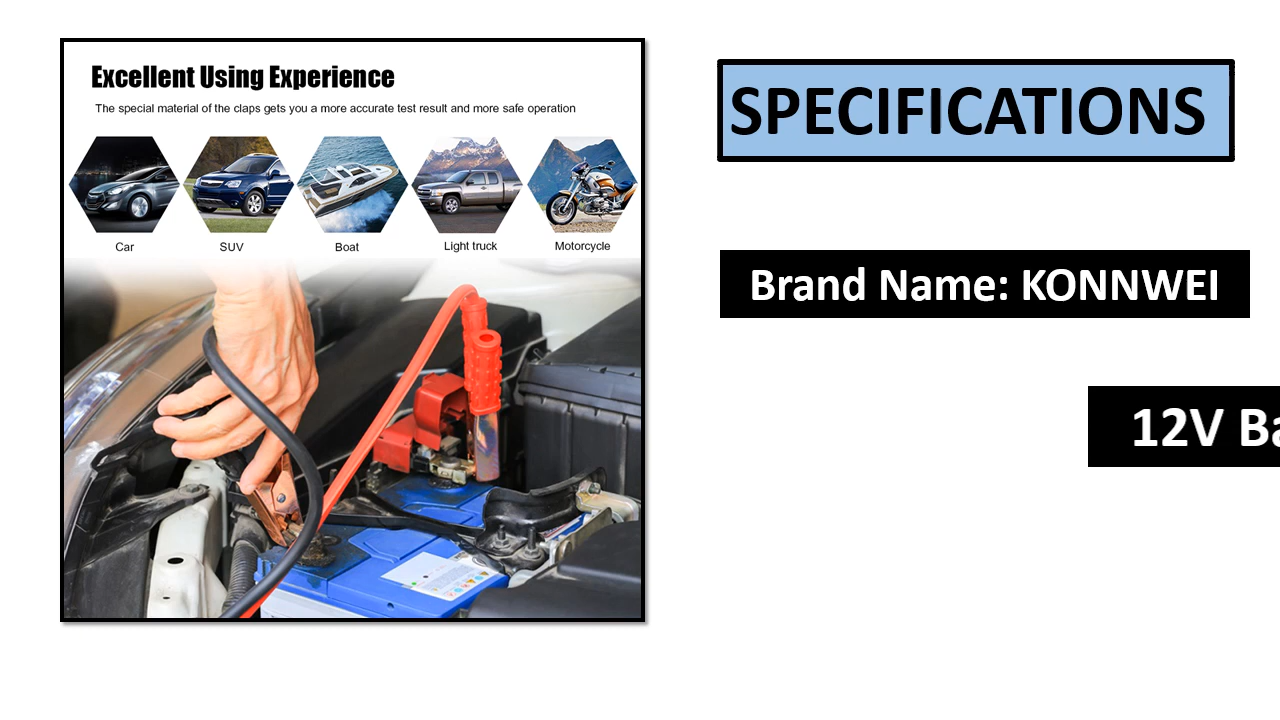 Excellent Using Experience
The special material of the claps gets you a more accurate test result and more safe operation
Car
SUV
Boat
Light truck
Motorcycle
SPECIFICATIONS
Brand Name: KONNWEI
12V